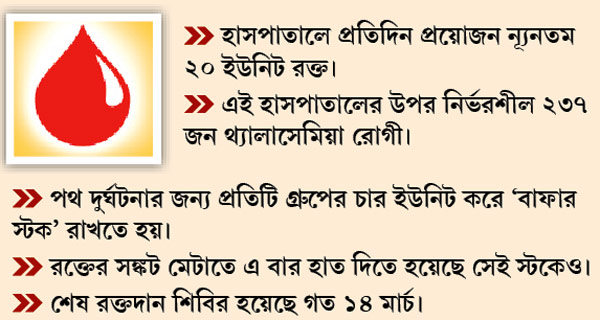 » হাসপাতালে প্রতিদিন প্রয়োজন ন্যূনতম
২০ ইউনিট রক্ত।
» এই হাসপাতালের উপর নির্ভরশীল ২৩৭
জন থ্যালাসেমিয়া রোগী।
» পথ দুর্ঘটনার জন্য প্রতিটি গ্রুপের চার ইউনিট করে ‘বাফার
স্টক’ রাখতে হয়।
» রক্তের সঙ্কট মেটাতে এ বার হাত দিতে হয়েছে সেই স্টকেও।
» শেষ রক্তদান শিবির হয়েছে গত ১৪ মার্চ।